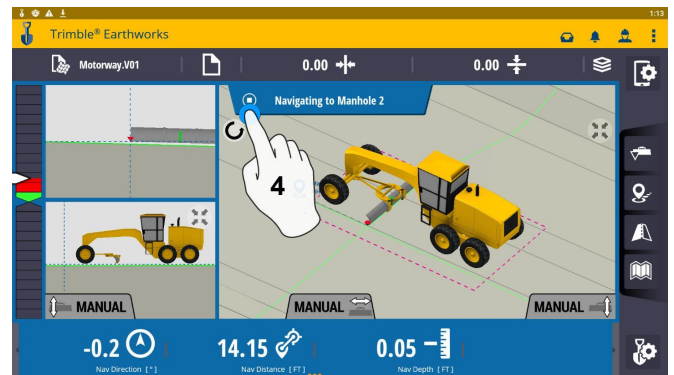 1:13
Trimble® Earthworks
Motorway.V01
0.00
0.00
Navigating to Manhole 2
4
MANUAL
MANUAL
MANUAL
-0.2
14.15
0.05
Nav Direction [°]
Nav Distance [FT]
Nav Depth [FT]